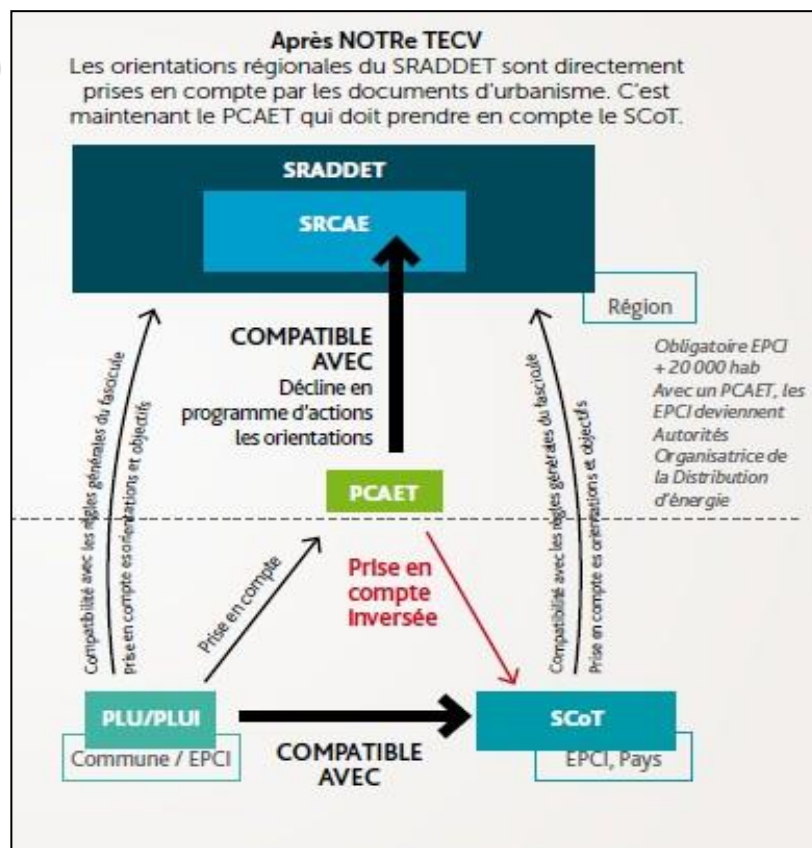 Après NOTRe TECV
Les orientations régionales du SRADDET sont directement
prises en compte par les documents d'urbanisme. C'est
maintenant le PCAET qui doit prendre en compte le SCoT.
SRADDET
SRCAE
Région
COMPATIBLE
AVEC
Décline en
programme d'actions
les orientations
Obligatoire EPCI
+ 20 000 hab
Avec un PCAET, les
EPCI deviennent
Autorités
Organisatrice de
la Distribution
d'énergie
Compatibilité avec les règles générales du fascicule
Prise en compte es orientations et objectifs
PCAET
Prise en compte
Prise en
compte
Inversée
Compatibilité avec les règles générales du fascicule
Prise en compte es orientations et objectifs
PLU/PLUI
Commune / EPCI
COMPATIBLE
AVEC
SCoT
EPCI, Pays